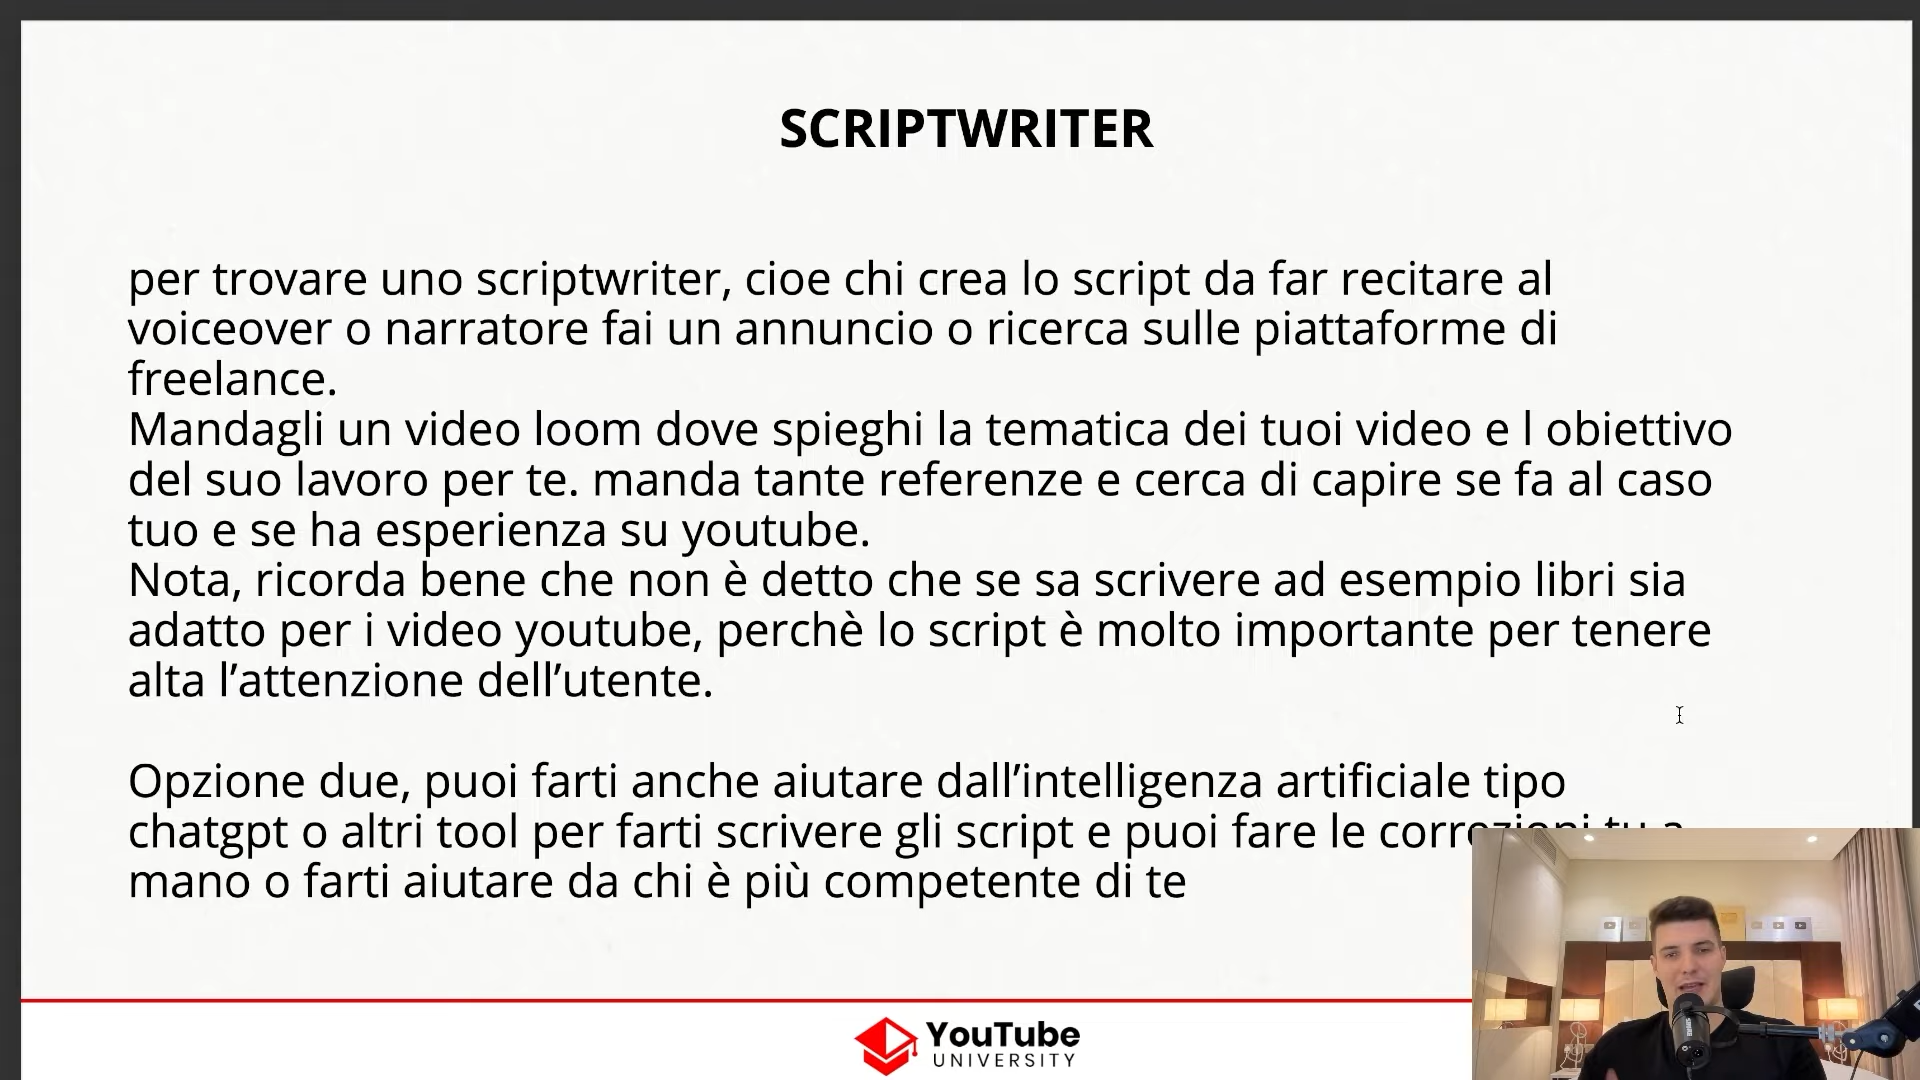 SCRIPTWRITER
per trovare uno scriptwriter, cioe chi crea lo script da far recitare al
voiceover o narratore fai un annuncio o ricerca sulle piattaforme di
freelance.
Mandagli un video loom dove spieghi la tematica dei tuoi video e l obiettivo
del suo lavoro per te. manda tante referenze e cerca di capire se fa al caso
tuo e se ha esperienza su youtube.
Nota, ricorda bene che non è detto che se sa scrivere ad esempio libri sia
adatto per i video youtube, perchè lo script è molto importante per tenere
alta l’attenzione dell’utente.
Opzione due, puoi farti anche aiutare dall’intelligenza artificiale tipo
chatgpt o altri tool per farti scrivere gli script e puoi fare le correzioni tu a
mano o farti aiutare da chi è più competente di te
YouTube
UNIVERSITY